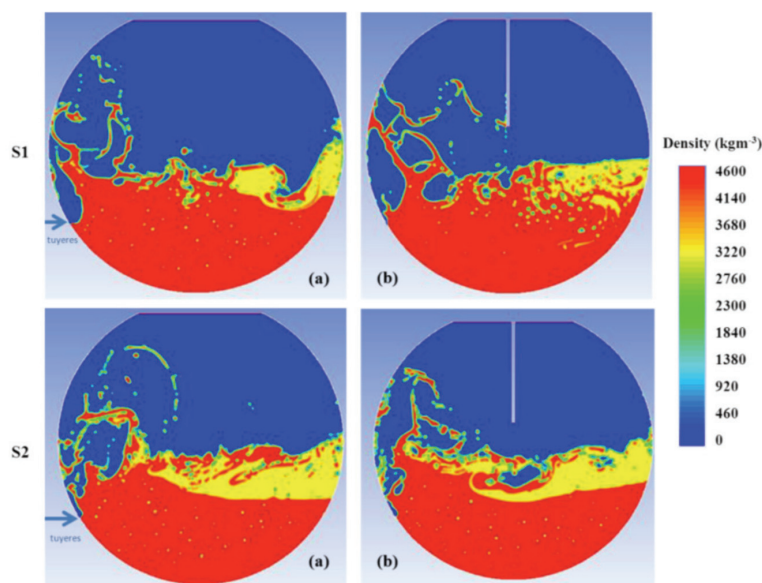 S1
tuyeres
(a)
(b)
Density (kgm-3)
4600
4140
3680
3220
2760
2300
1840
1380
920
460
0
S2
tuyeres
(a)
(b)